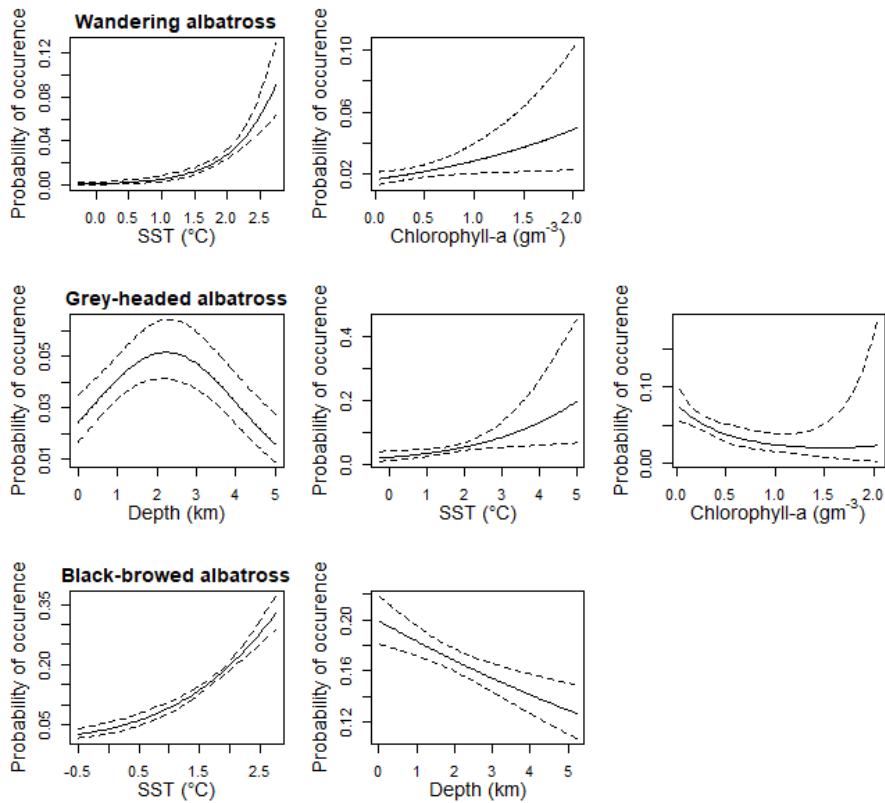 Wandering albatross
Probability of occurence
0.00 0.04 0.08 0.12
0.0 0.5 1.0 1.5 2.0 2.5
SST (°C)
Probability of occurence
0.02 0.06 0.10
0.0 0.5 1.0 1.5 2.0
Chlorophyll-a (gm⁻³)
Grey-headed albatross
Probability of occurence
0.01 0.03 0.05
0 1 2 3 4 5
Depth (km)
Probability of occurence
0.0 0.2 0.4
0 1 2 3 4 5
SST (°C)
Probability of occurence
0.00 0.10
0.0 0.5 1.0 1.5 2.0
Chlorophyll-a (gm⁻³)
Black-browed albatross
Probability of occurence
0.05 0.20 0.35
-0.5 0.5 1.5 2.5
SST (°C)
Probability of occurence
0.12 0.16 0.20
0 1 2 3 4 5
Depth (km)